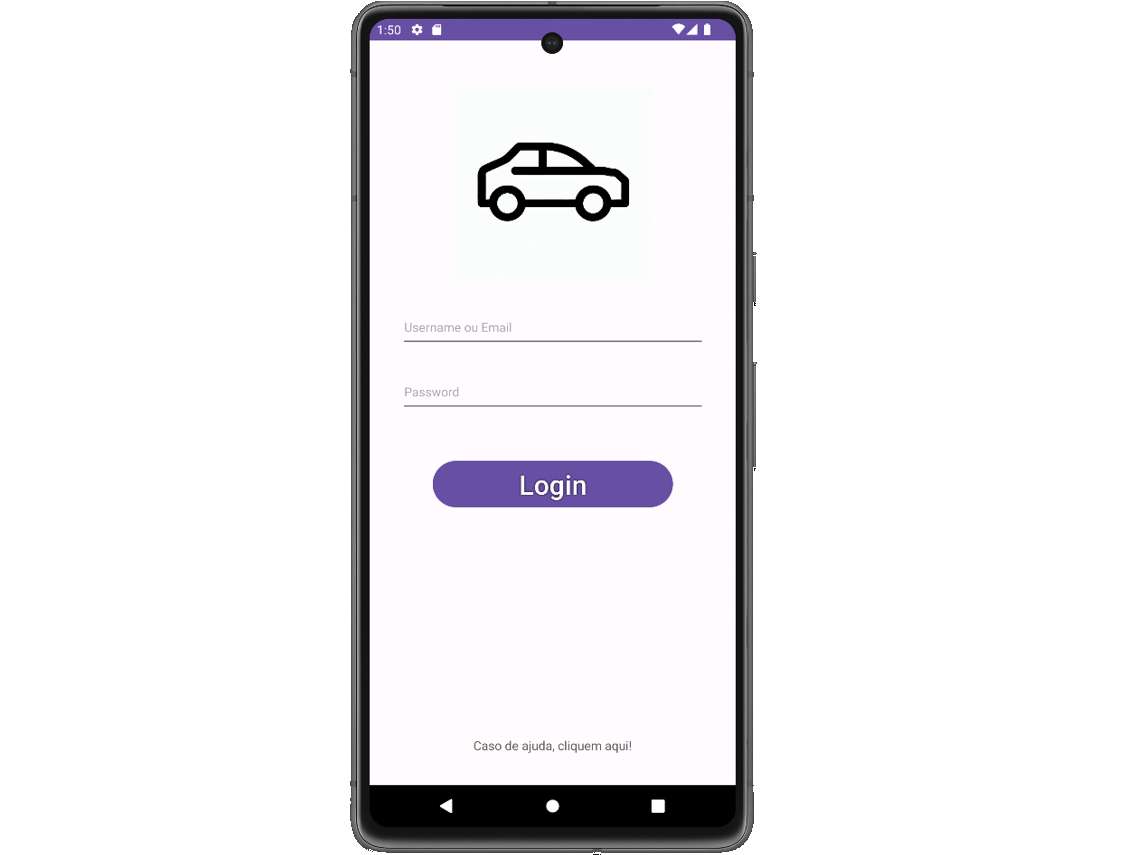 1:50
Username ou Email
Password
Login
Caso de ajuda, cliquem aqui!